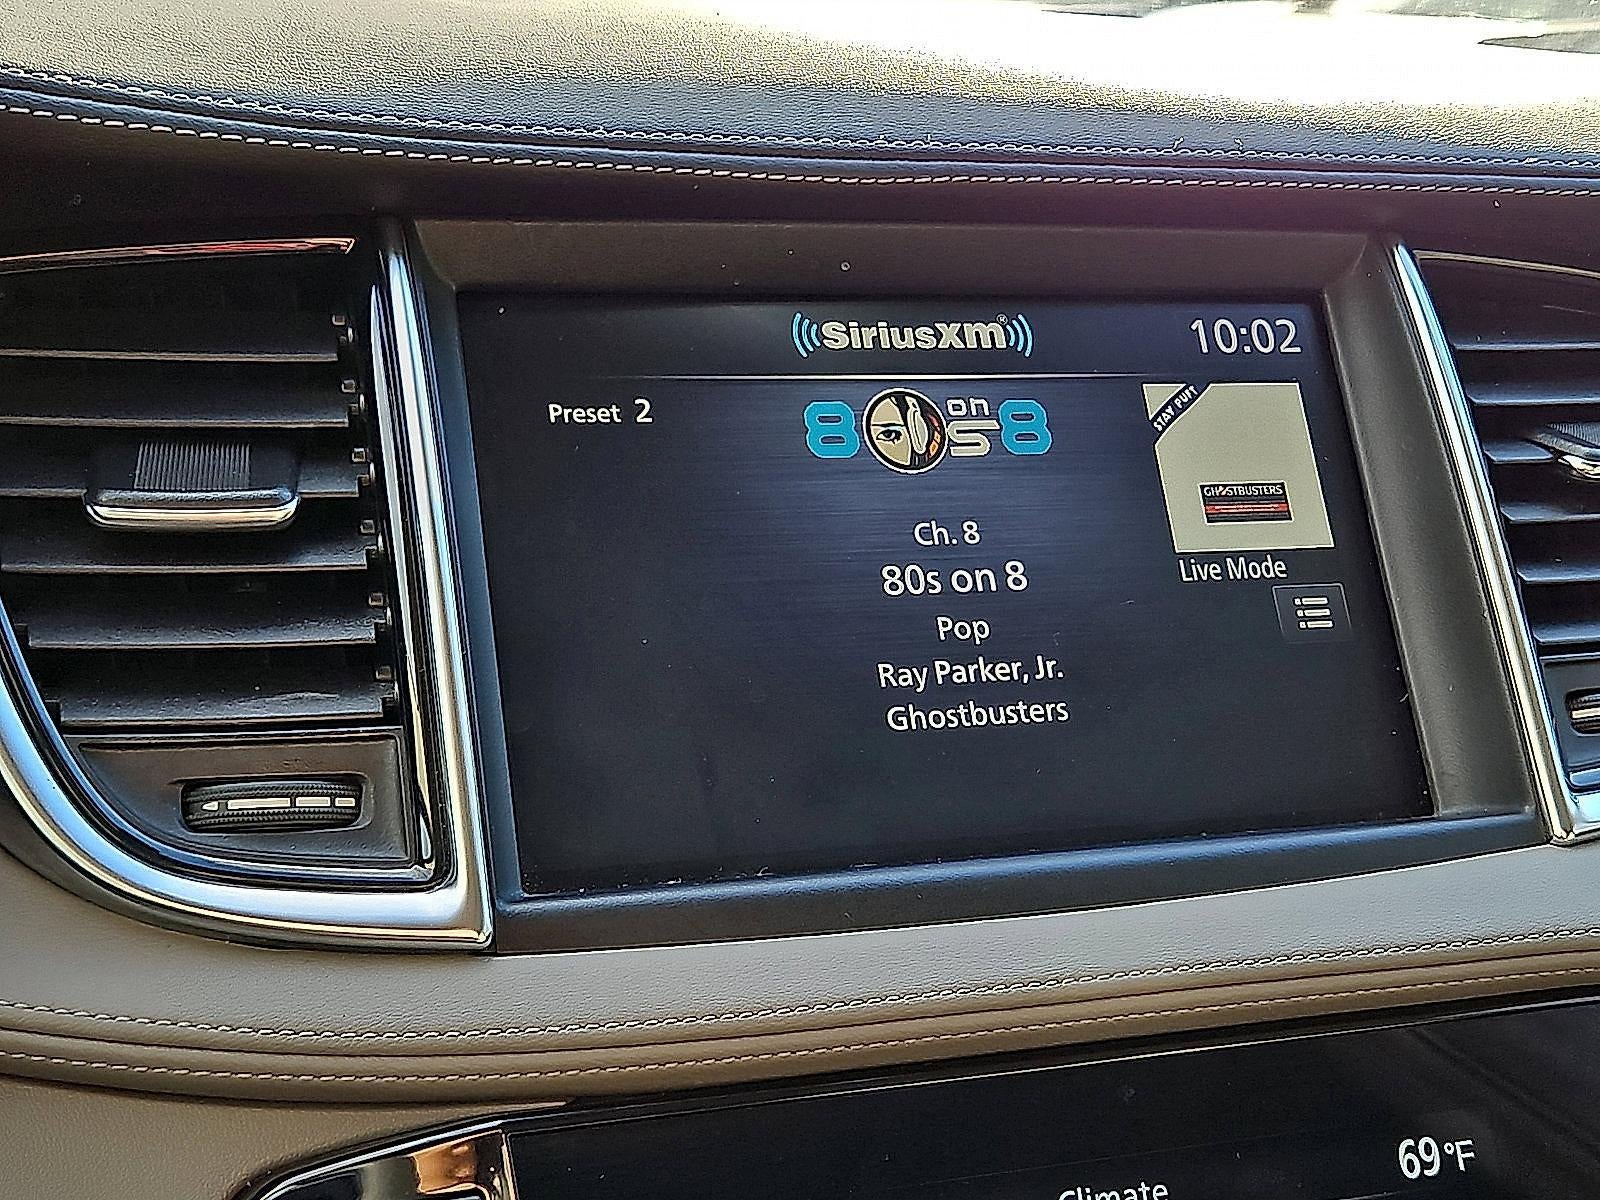 SiriusXM®
10:02
Preset 2
80s on 8
STAY PUFT
GHOSTBUSTERS
Ch. 8
80s on 8
Live Mode
Pop
Ray Parker, Jr.
Ghostbusters
69°F
Climate